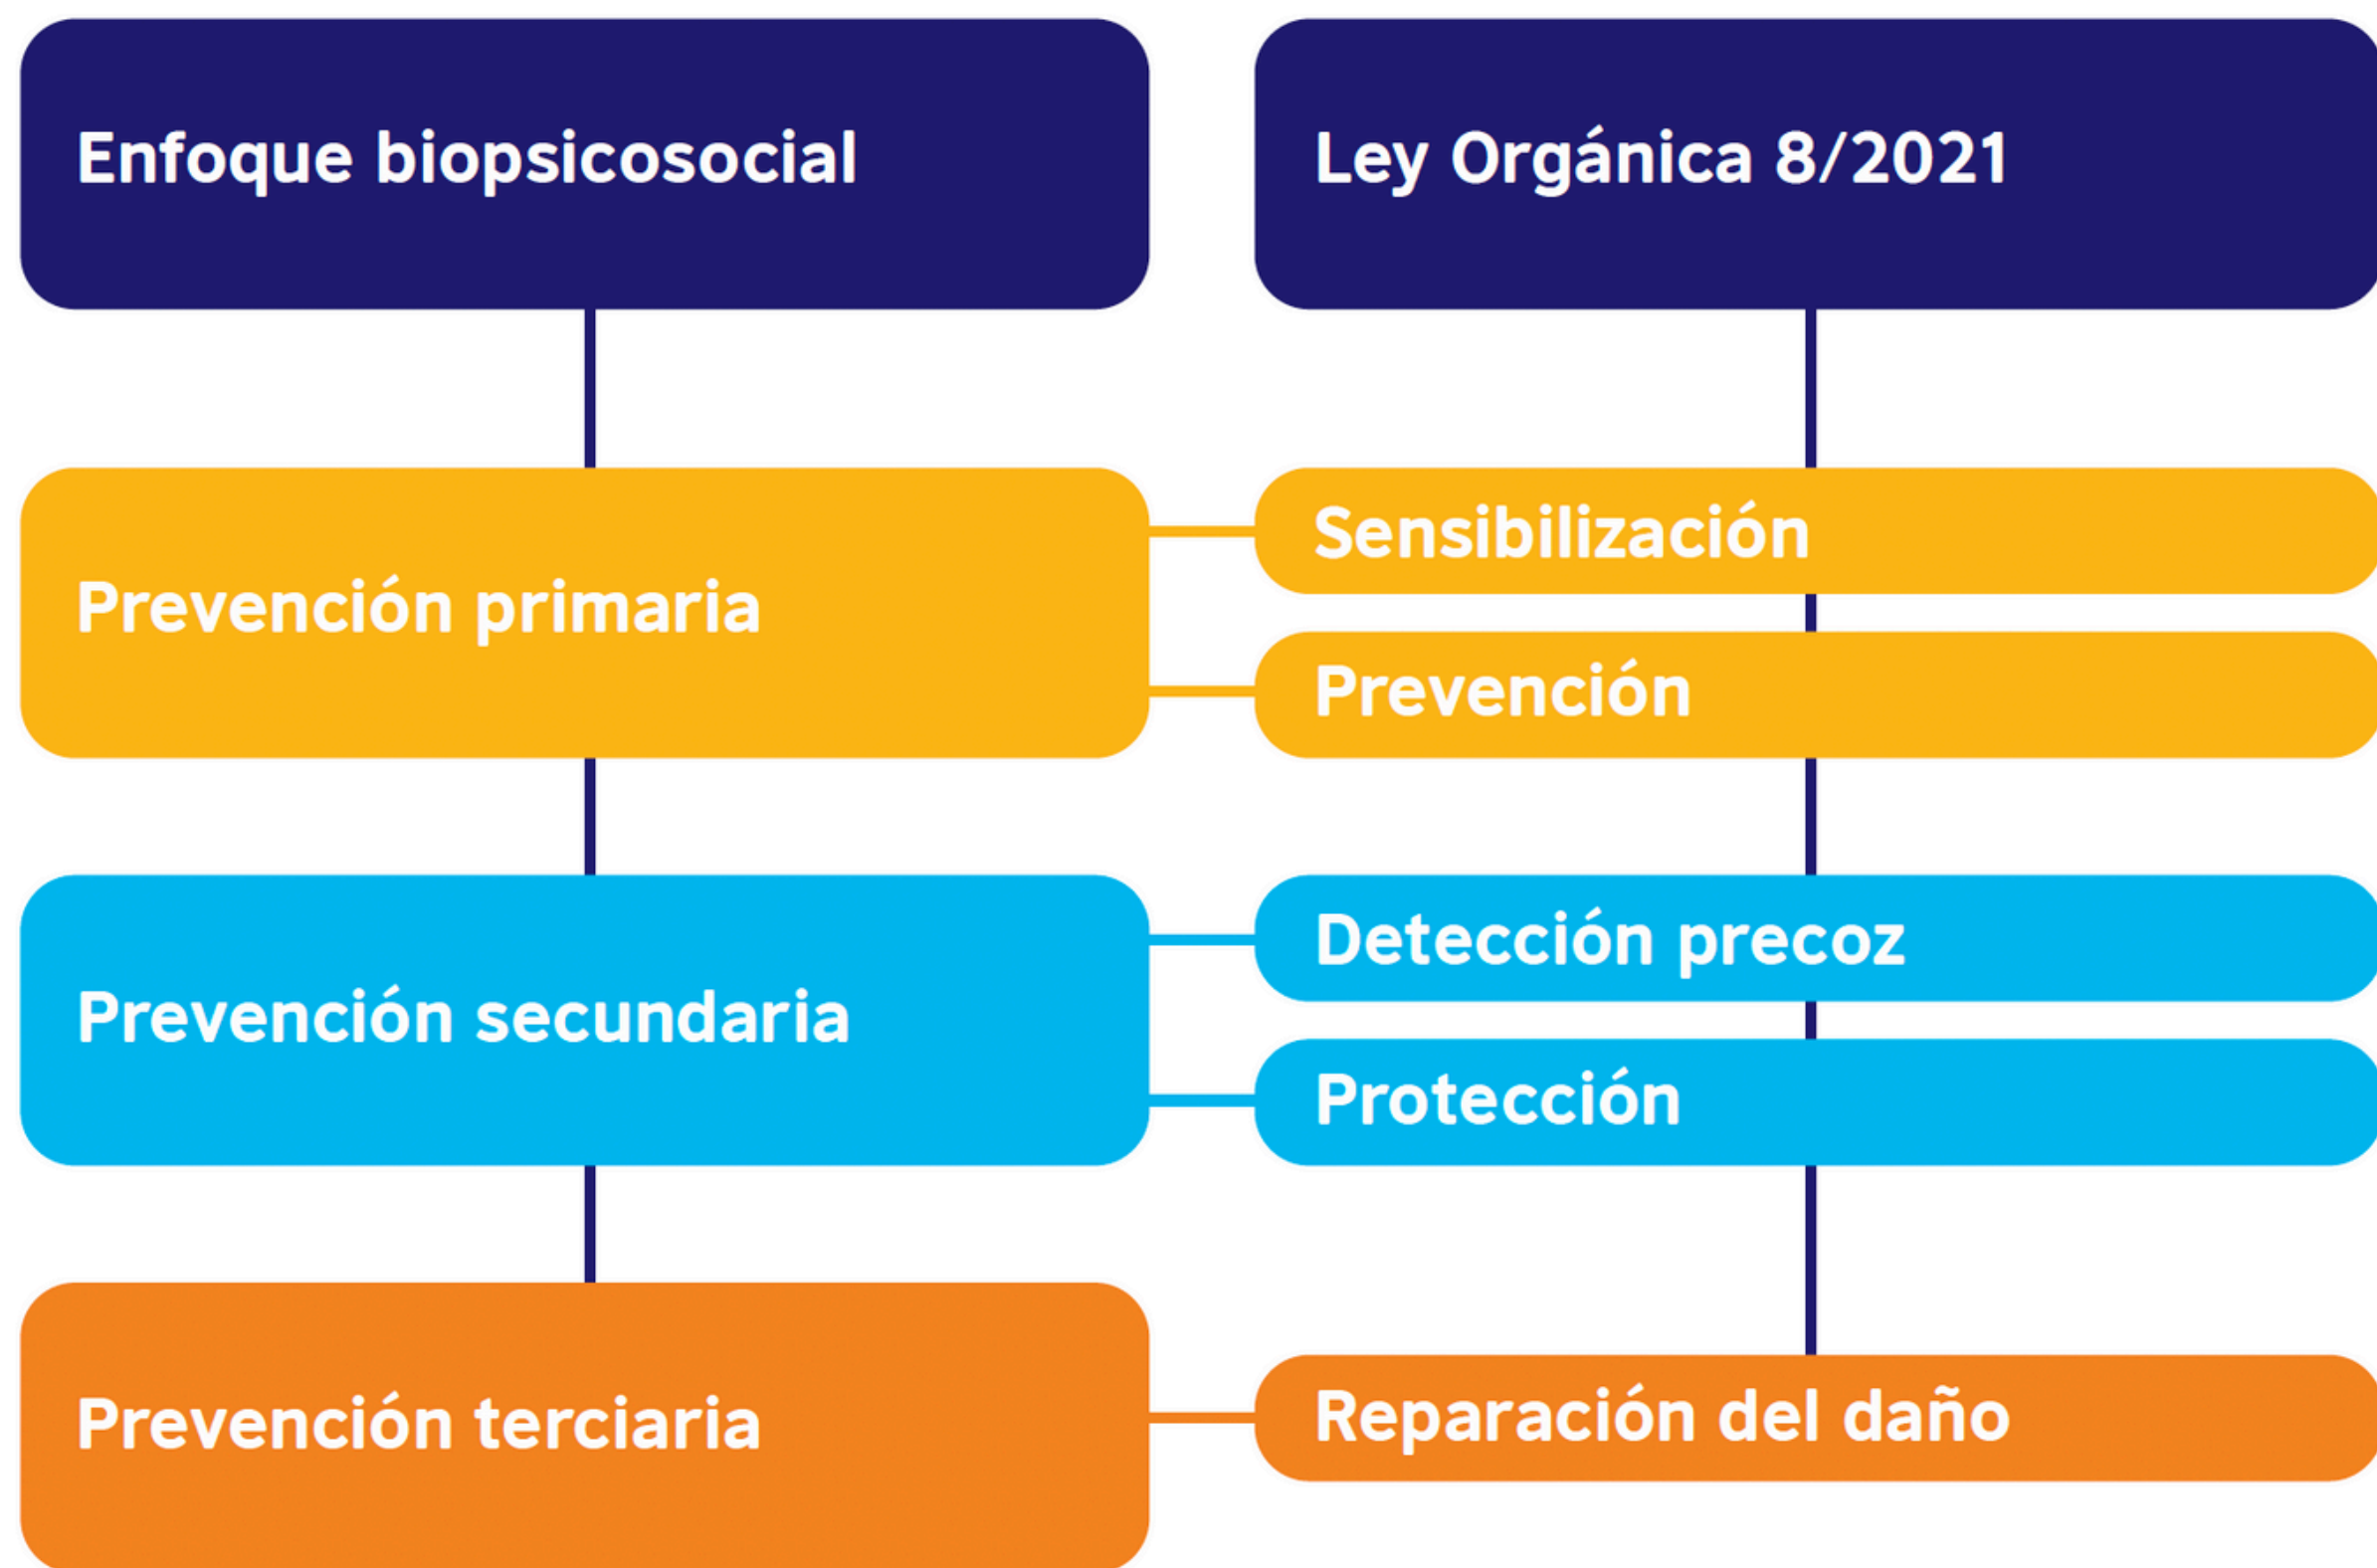 Enfoque biopsicosocial
Ley Orgánica 8/2021
Prevención primaria
Sensibilización
Prevención
Prevención secundaria
Detección precoz
Protección
Prevención terciaria
Reparación del daño